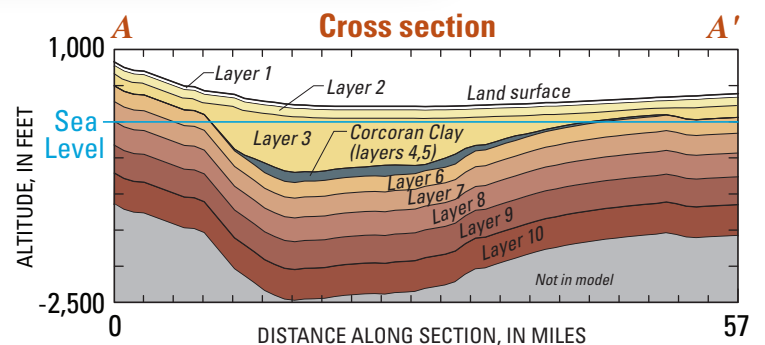 A
Cross section
A′
1,000
Layer 1
Layer 2
Land surface
Sea
Level
Layer 3
Corcoran Clay
(layers 4,5)
Layer 6
Layer 7
Layer 8
Layer 9
Layer 10
Not in model
ALTITUDE, IN FEET
-2,500
0
DISTANCE ALONG SECTION, IN MILES
57